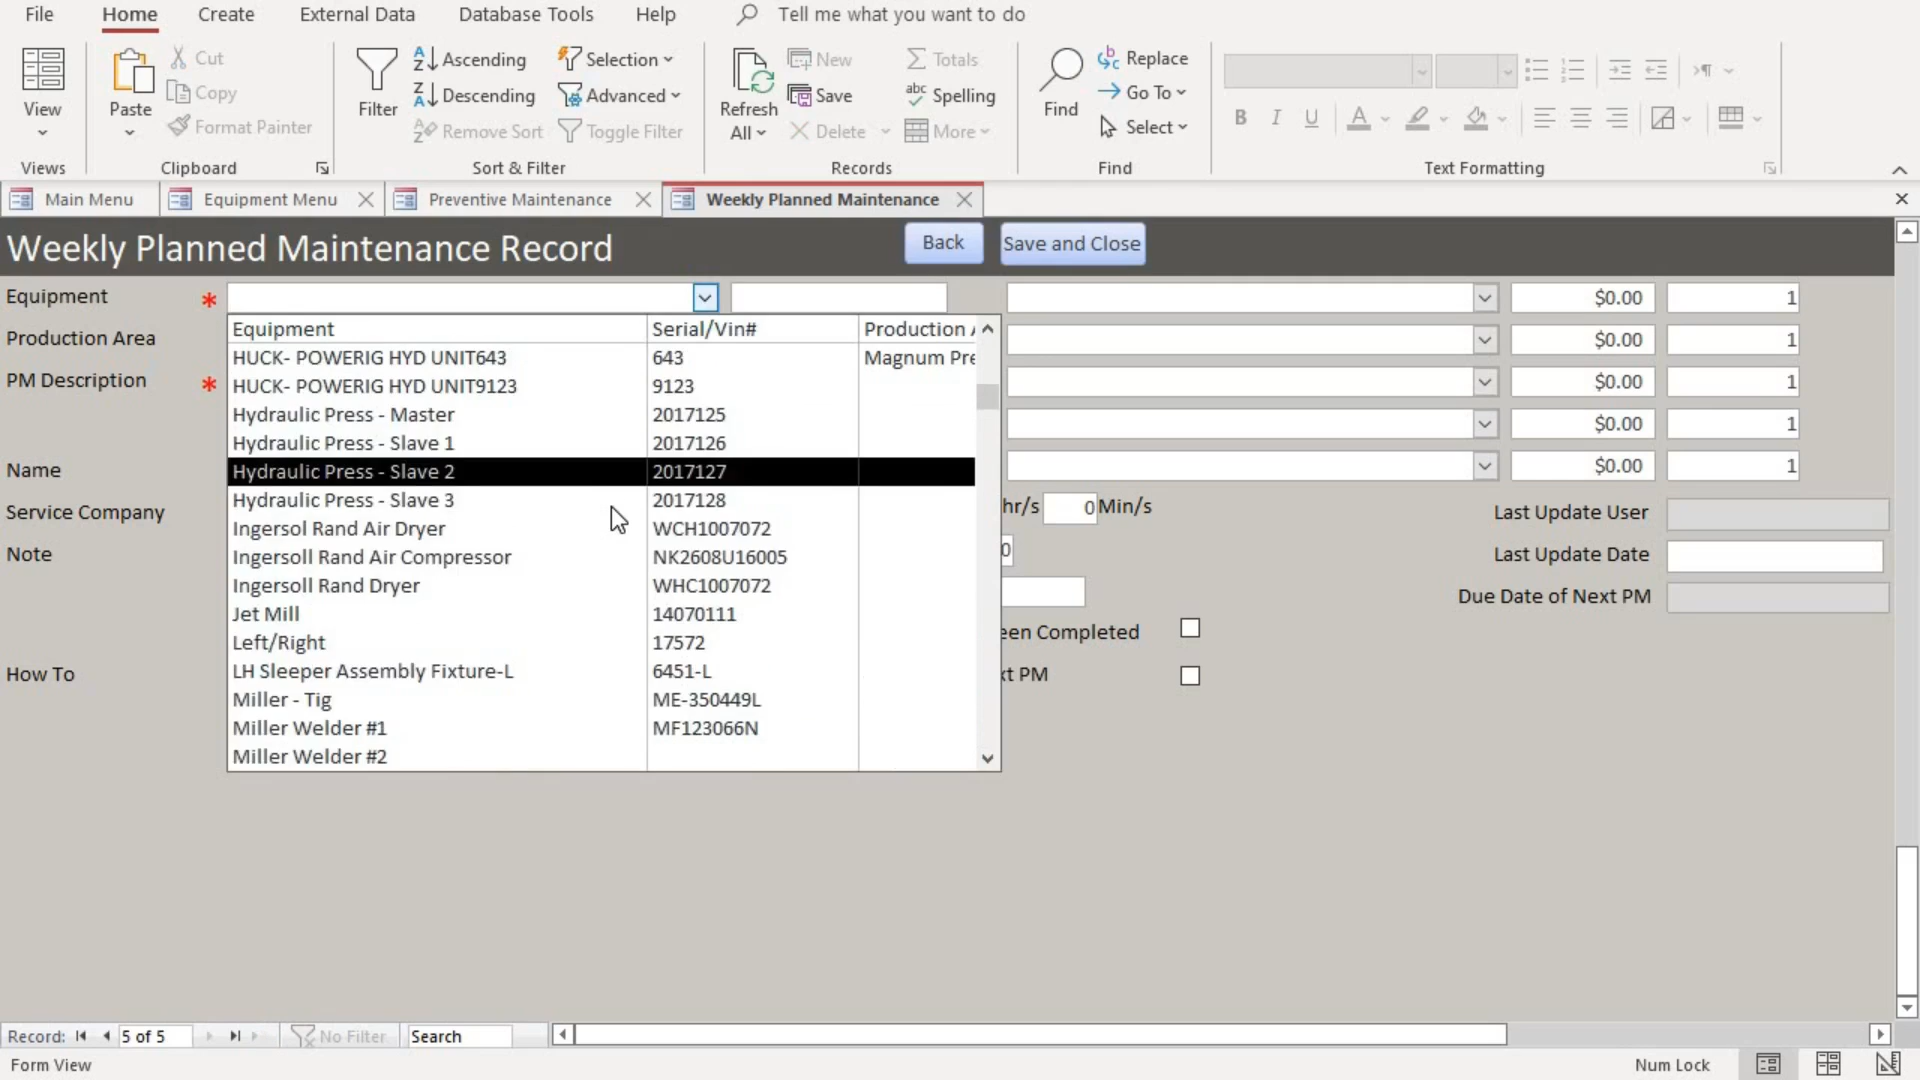 File Home Create External Data Database Tools Help Tell me what you want to do
View
Views
Paste
Cut
Copy
Format Painter
Clipboard
Filter
Ascending
Descending
Remove Sort
Selection
Advanced
Toggle Filter
Sort & Filter
Refresh
All
New
Save
Delete
Totals
Spelling
More
Records
Find
Replace
Go To
Select
Find
B I U A
Text Formatting
Main Menu Equipment Menu Preventive Maintenance Weekly Planned Maintenance
Weekly Planned Maintenance Record Back Save and Close
Equipment * $0.00 1
Production Area $0.00 1
PM Description * $0.00 1
$0.00 1
Name $0.00 1
Service Company
Note
How To
Equipment Serial/Vin# Production A
HUCK- POWERIG HYD UNIT643 643 Magnum Pre
HUCK- POWERIG HYD UNIT9123 9123
Hydraulic Press - Master 2017125
Hydraulic Press - Slave 1 2017126
Hydraulic Press - Slave 2 2017127
Hydraulic Press - Slave 3 2017128
Ingersol Rand Air Dryer WCH1007072
Ingersoll Rand Air Compressor NK2608U16005
Ingersoll Rand Dryer WHC1007072
Jet Mill 14070111
Left/Right 17572
LH Sleeper Assembly Fixture-L 6451-L
Miller - Tig ME-350449L
Miller Welder #1 MF123066N
Miller Welder #2
hr/s 0 Min/s
0
een Completed
xt PM
Last Update User
Last Update Date
Due Date of Next PM
Record: 5 of 5 No Filter Search
Form View Num Lock